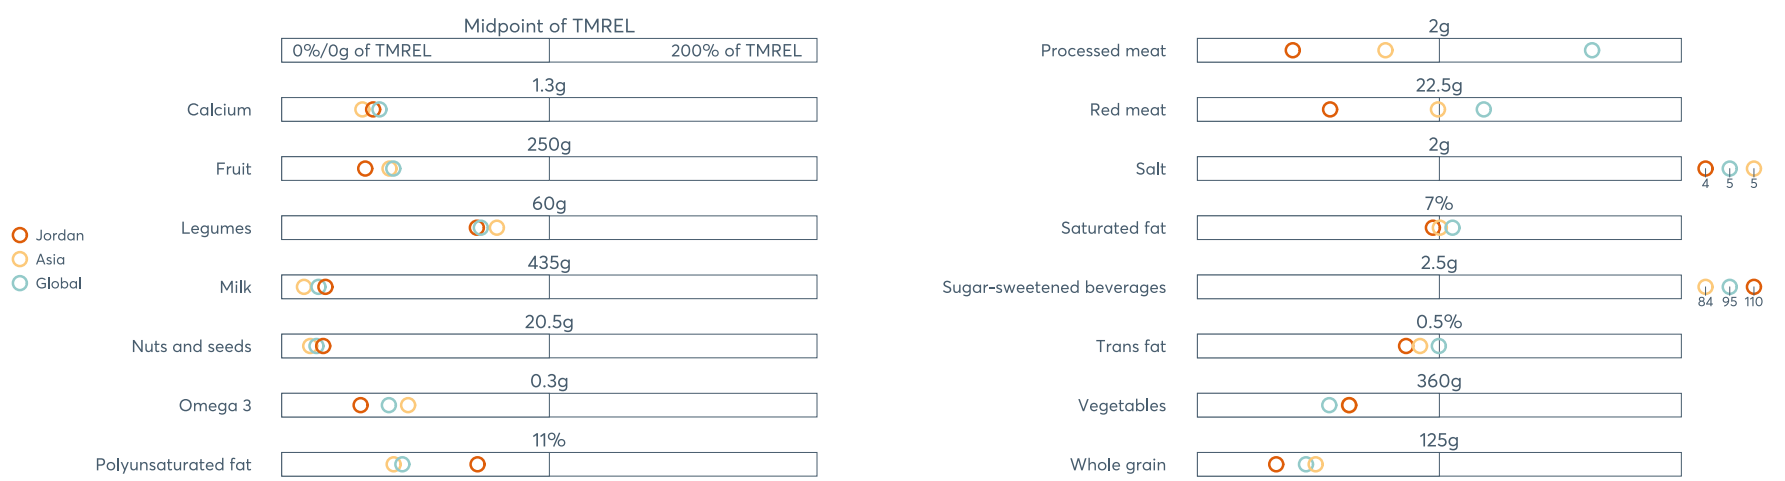 Midpoint of TMREL
0%/0g of TMREL 200% of TMREL
Calcium 1.3g
Fruit 250g
Legumes 60g
Milk 435g
Nuts and seeds 20.5g
Omega 3 0.3g
Polyunsaturated fat 11%
Jordan
Asia
Global
Processed meat 2g
Red meat 22.5g
Salt 2g
4 5 5
Saturated fat 7%
Sugar-sweetened beverages 2.5g
84 95 110
Trans fat 0.5%
Vegetables 360g
Whole grain 125g